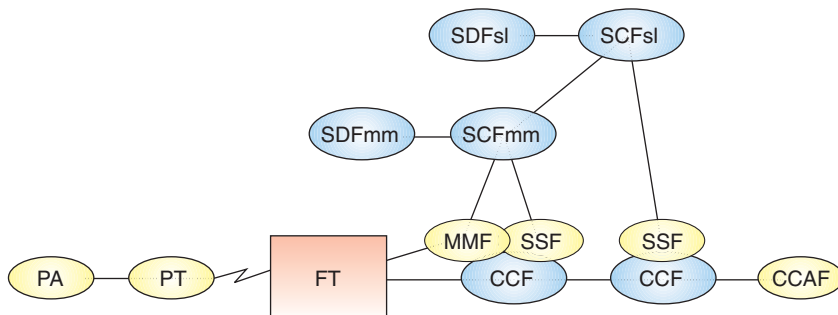 SDFsl SCFsl
SDFmm SCFmm
MMF SSF SSF
PA PT FT CCF CCF CCAF